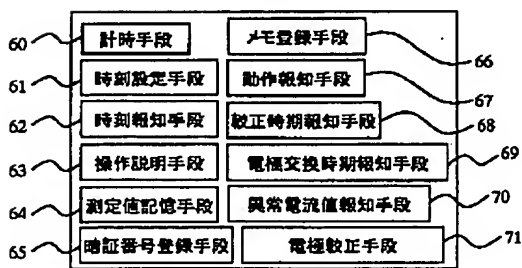 60 計時手段
メモ登録手段 66
61 時刻設定手段
動作報知手段 67
62 時刻報知手段
較正時期報知手段 68
63 操作説明手段
電極交換時期報知手段 69
64 測定値記憶手段
異常電流値報知手段 70
65 暗証番号登録手段
電極較正手段 71